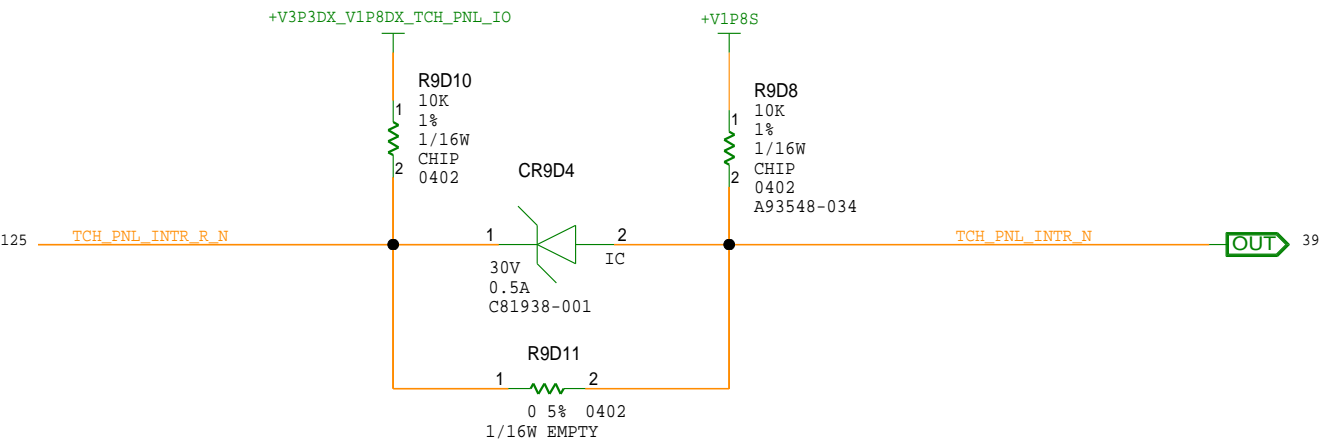 +V3P3DX_V1P8DX_TCH_PNL_IO
+V1P8S
R9D10
10K
1%
1/16W
CHIP
0402
1
2
R9D8
10K
1%
1/16W
CHIP
0402
A93548-034
1
2
CR9D4
125
TCH_PNL_INTR_R_N
1
2
IC
30V
0.5A
C81938-001
TCH_PNL_INTR_N
OUT
39
R9D11
1
2
0 5% 0402
1/16W EMPTY